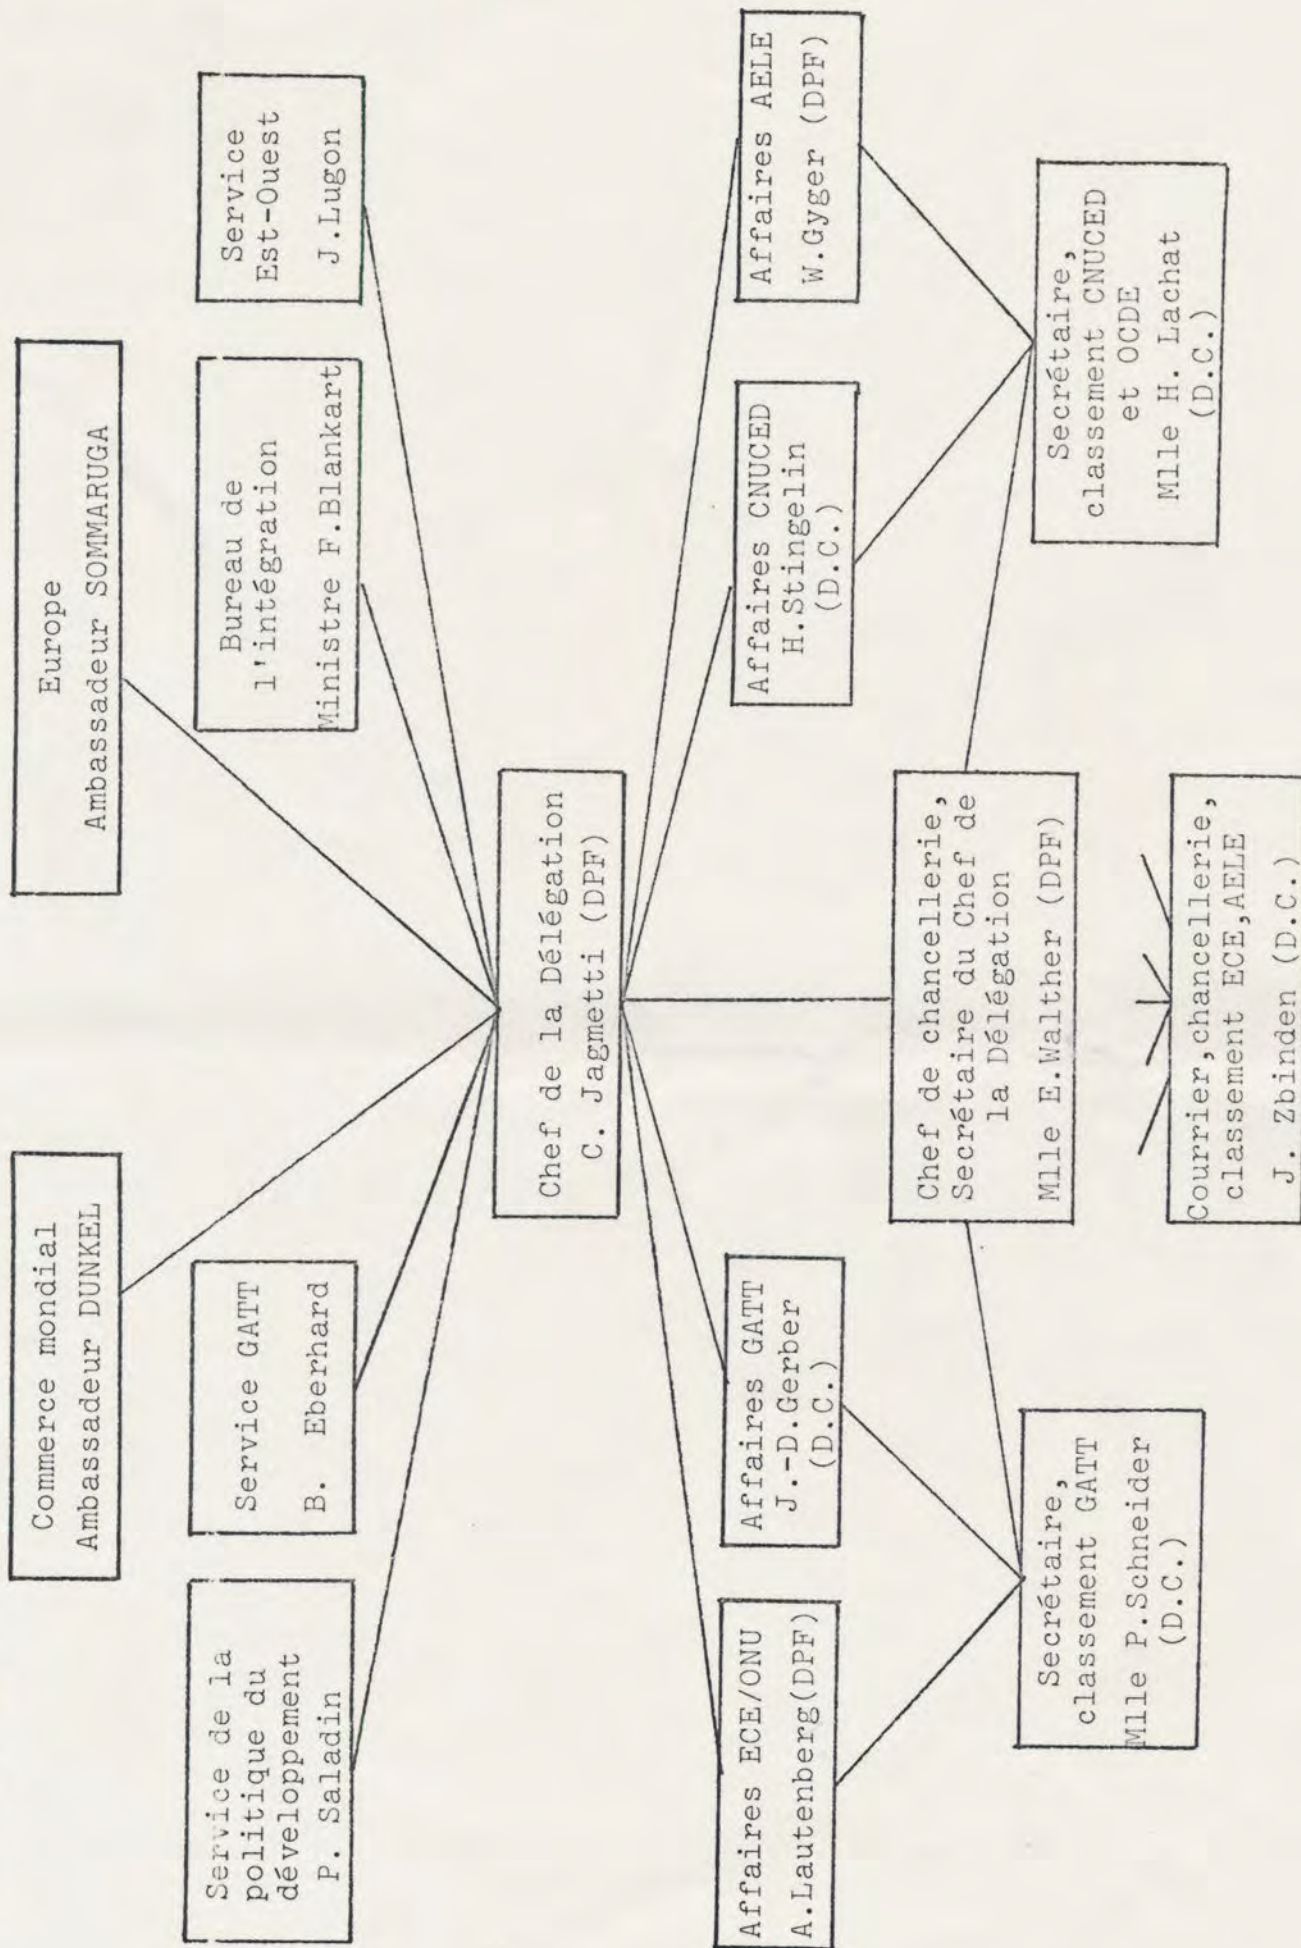 Commerce mondial
Ambassadeur DUNKEL
Europe
Ambassadeur SOMMARUGA
Service de la
politique du
développement
P. Saladin
Service GATT
B. Eberhard
Bureau de
l'intégration
Ministre F.Blankart
Service
Est-Ouest
J.Lugon
Chef de la Délégation
C. Jagmetti (DPF)
Affaires ECE/ONU
A.Lautenberg(DPF)
Affaires GATT
J.-D.Gerber
(D.C.)
Affaires CNUCED
H.Stingelin
(D.C.)
Affaires AELE
W.Gyger (DPF)
Chef de chancellerie,
Secrétaire du Chef de
la Délégation
Mlle E.Walther (DPF)
Secrétaire,
classement GATT
Mlle P.Schneider
(D.C.)
Secrétaire,
classement CNUCED
et OCDE
Mlle H. Lachat
(D.C.)
Courrier,chancellerie,
classement ECE,AELE
J. Zbinden (D.C.)